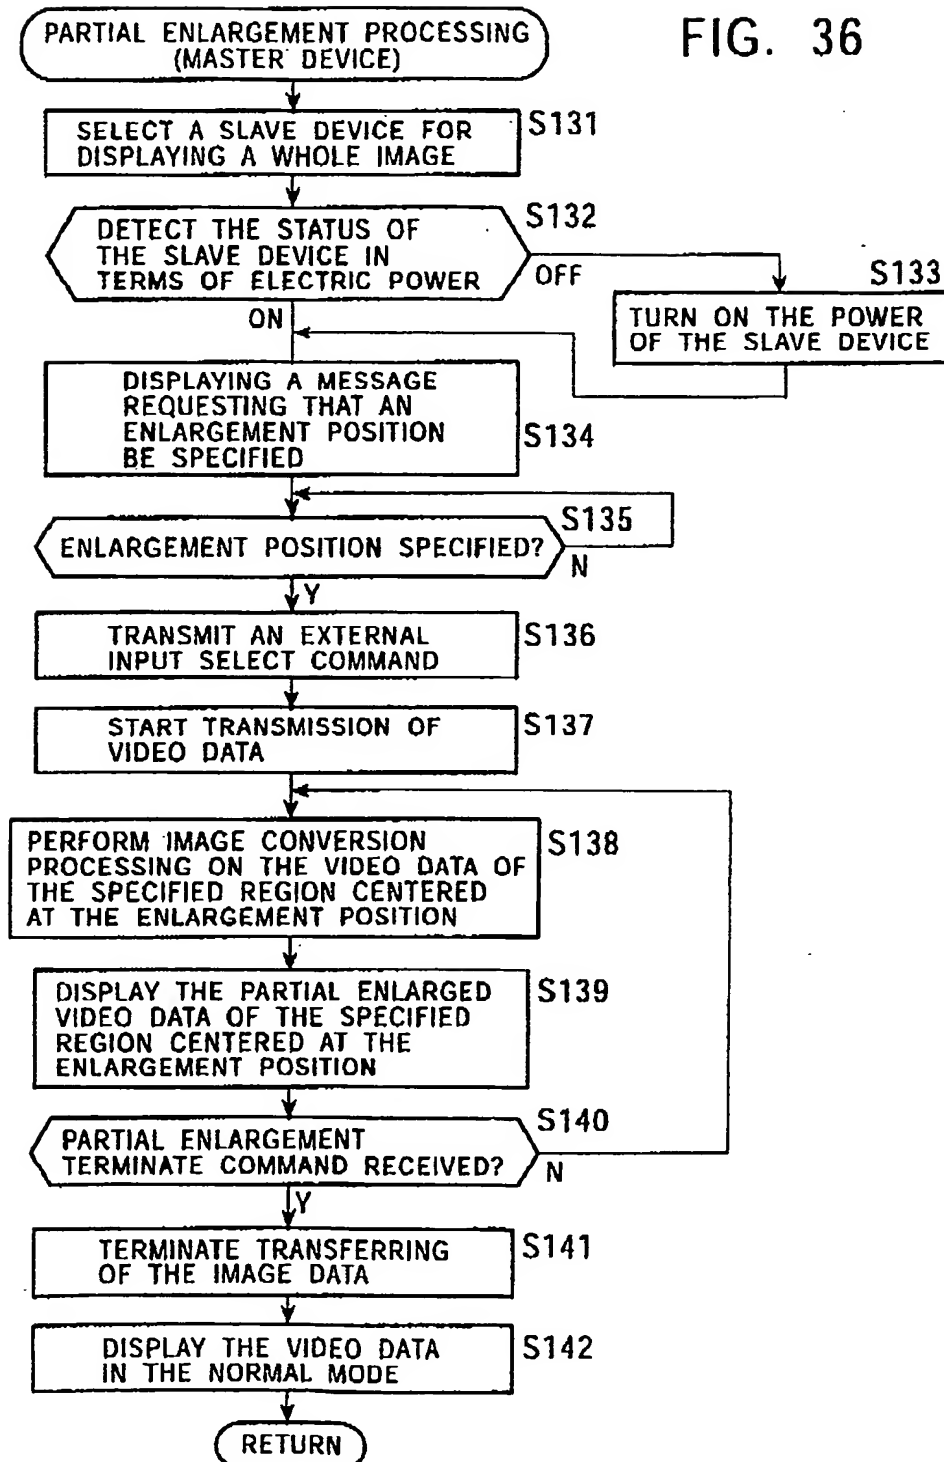 FIG. 36
PARTIAL ENLARGEMENT PROCESSING
(MASTER DEVICE)
SELECT A SLAVE DEVICE FOR
DISPLAYING A WHOLE IMAGE
S131
DETECT THE STATUS OF
THE SLAVE DEVICE IN
TERMS OF ELECTRIC POWER
S132
OFF
ON
S133
TURN ON THE POWER
OF THE SLAVE DEVICE
DISPLAYING A MESSAGE
REQUESTING THAT AN
ENLARGEMENT POSITION
BE SPECIFIED
S134
ENLARGEMENT POSITION SPECIFIED?
S135
N
Y
TRANSMIT AN EXTERNAL
INPUT SELECT COMMAND
S136
START TRANSMISSION OF
VIDEO DATA
S137
PERFORM IMAGE CONVERSION
PROCESSING ON THE VIDEO DATA OF
THE SPECIFIED REGION CENTERED
AT THE ENLARGEMENT POSITION
S138
DISPLAY THE PARTIAL ENLARGED
VIDEO DATA OF THE SPECIFIED
REGION CENTERED AT THE
ENLARGEMENT POSITION
S139
PARTIAL ENLARGEMENT
TERMINATE COMMAND RECEIVED?
S140
N
Y
TERMINATE TRANSFERRING
OF THE IMAGE DATA
S141
DISPLAY THE VIDEO DATA
IN THE NORMAL MODE
S142
RETURN